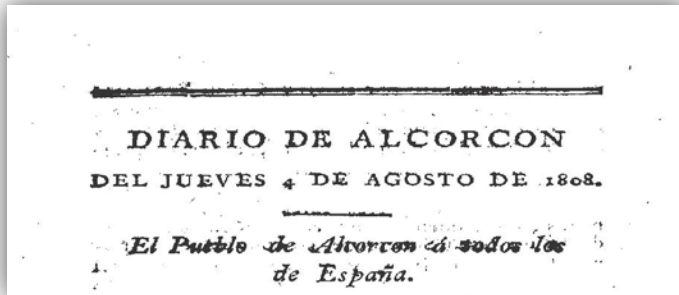 DIARIO DE ALCORCON
DEL JUEVES 4 DE AGOSTO DE 1808.
El Pueblo de Alcorcon á todos los
de España.